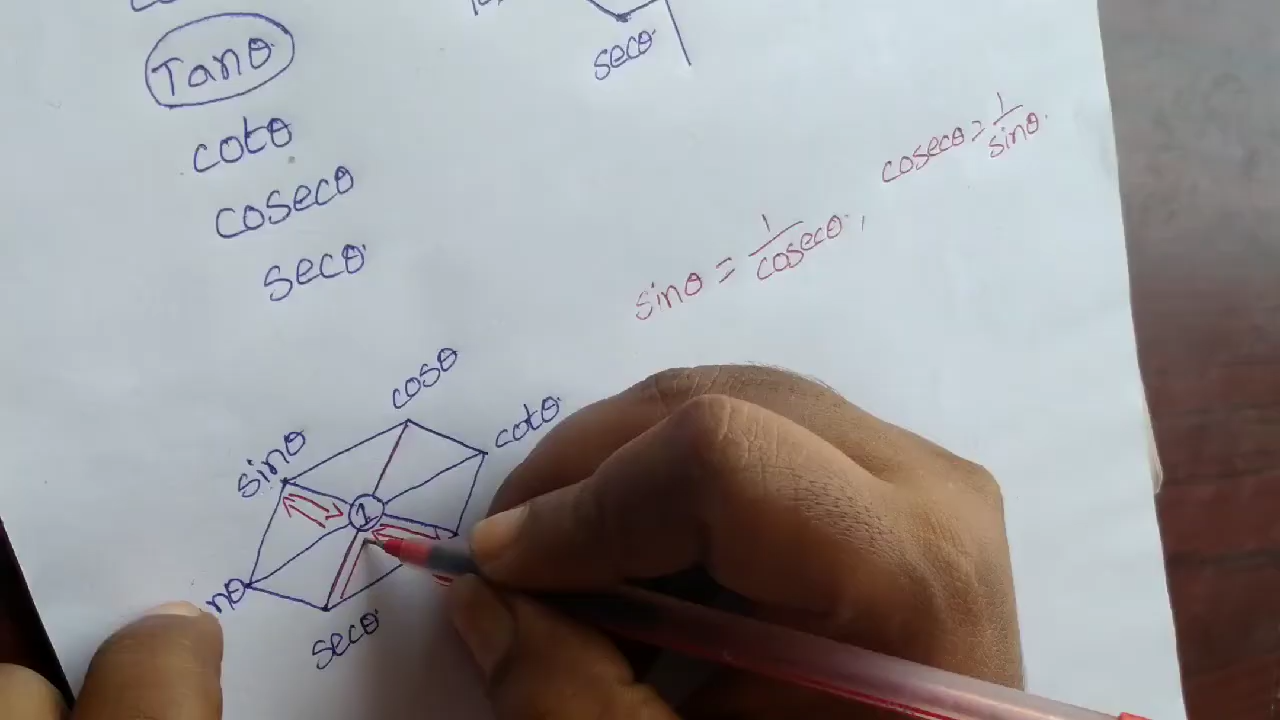 Tanθ
secθ
cotθ
cosecθ
secθ
cosecθ = 1/sinθ.
sinθ = 1/cosecθ,
cosθ
cotθ
sinθ
1
secθ